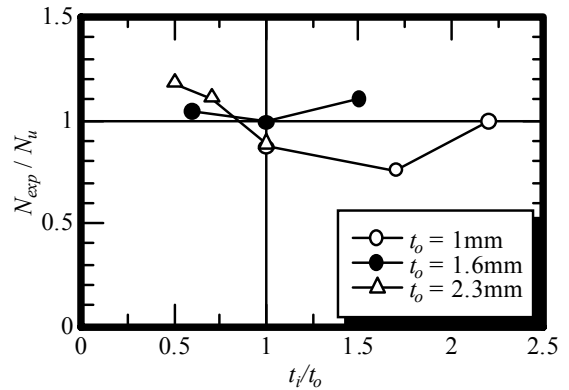 1.5
1
0.5
0
N_exp / N_u
t_o = 1mm
t_o = 1.6mm
t_o = 2.3mm
0 0.5 1 1.5 2 2.5
t_i/t_o